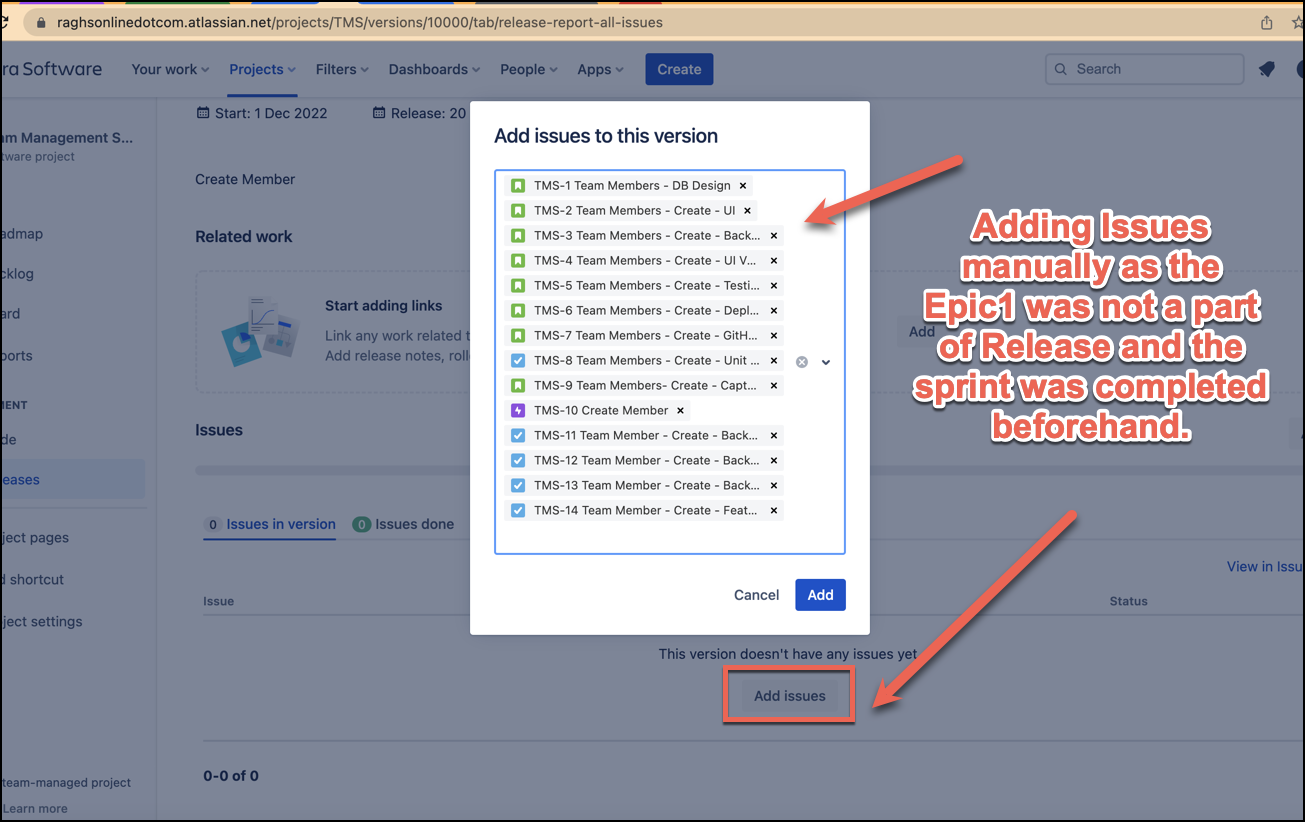 raghsonlinedotcom.atlassian.net/projects/TMS/versions/10000/tab/release-report-all-issues
ra Software
Your work
Projects
Filters
Dashboards
People
Apps
Create
Search
am Management S...
tware project
admap
cklog
ard
ports
MENT
de
eases
ject pages
d shortcut
ject settings
team-managed project
Learn more
Start: 1 Dec 2022
Release: 20
Create Member
Related work
Start adding links
Link any work related t
Add release notes, roll
Add
Issues
0 Issues in version
0 Issues done
View in Issu
Issue
Status
This version doesn't have any issues yet
Add issues
0-0 of 0
Add issues to this version
TMS-1 Team Members - DB Design
TMS-2 Team Members - Create - UI
TMS-3 Team Members - Create - Back...
TMS-4 Team Members - Create - UI V...
TMS-5 Team Members - Create - Testi...
TMS-6 Team Members - Create - Depl...
TMS-7 Team Members - Create - GitH...
TMS-8 Team Members - Create - Unit ...
TMS-9 Team Members- Create - Capt...
TMS-10 Create Member
TMS-11 Team Member - Create - Back...
TMS-12 Team Member - Create - Back...
TMS-13 Team Member - Create - Back...
TMS-14 Team Member - Create - Feat...
Cancel
Add
Adding Issues
manually as the
Epic1 was not a part
of Release and the
sprint was completed
beforehand.